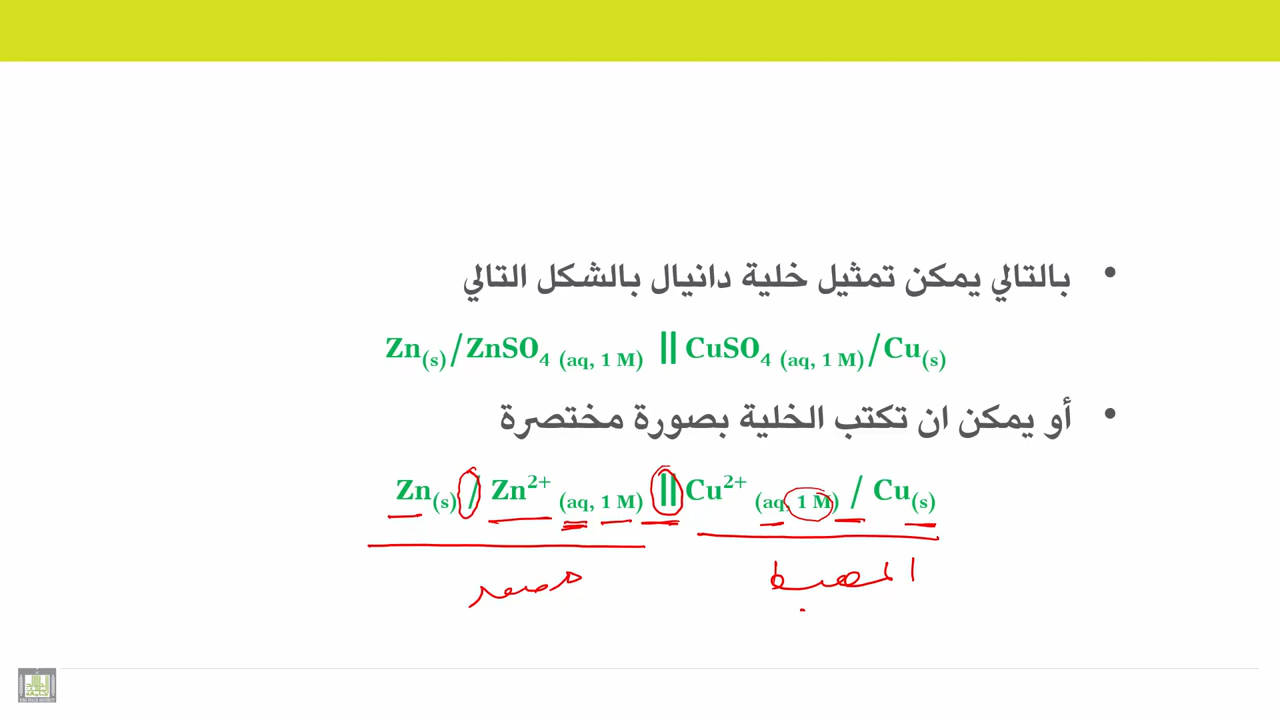 • بالتالي يمكن تمثيل خلية دانيال بالشكل التالي
Zn(s)/ZnSO4 (aq, 1 M) || CuSO4 (aq, 1 M)/Cu(s)
• أو يمكن ان تكتب الخلية بصورة مختصرة
Zn(s) / Zn2+ (aq, 1 M) || Cu2+ (aq, 1 M) / Cu(s)
مصعد المهبط